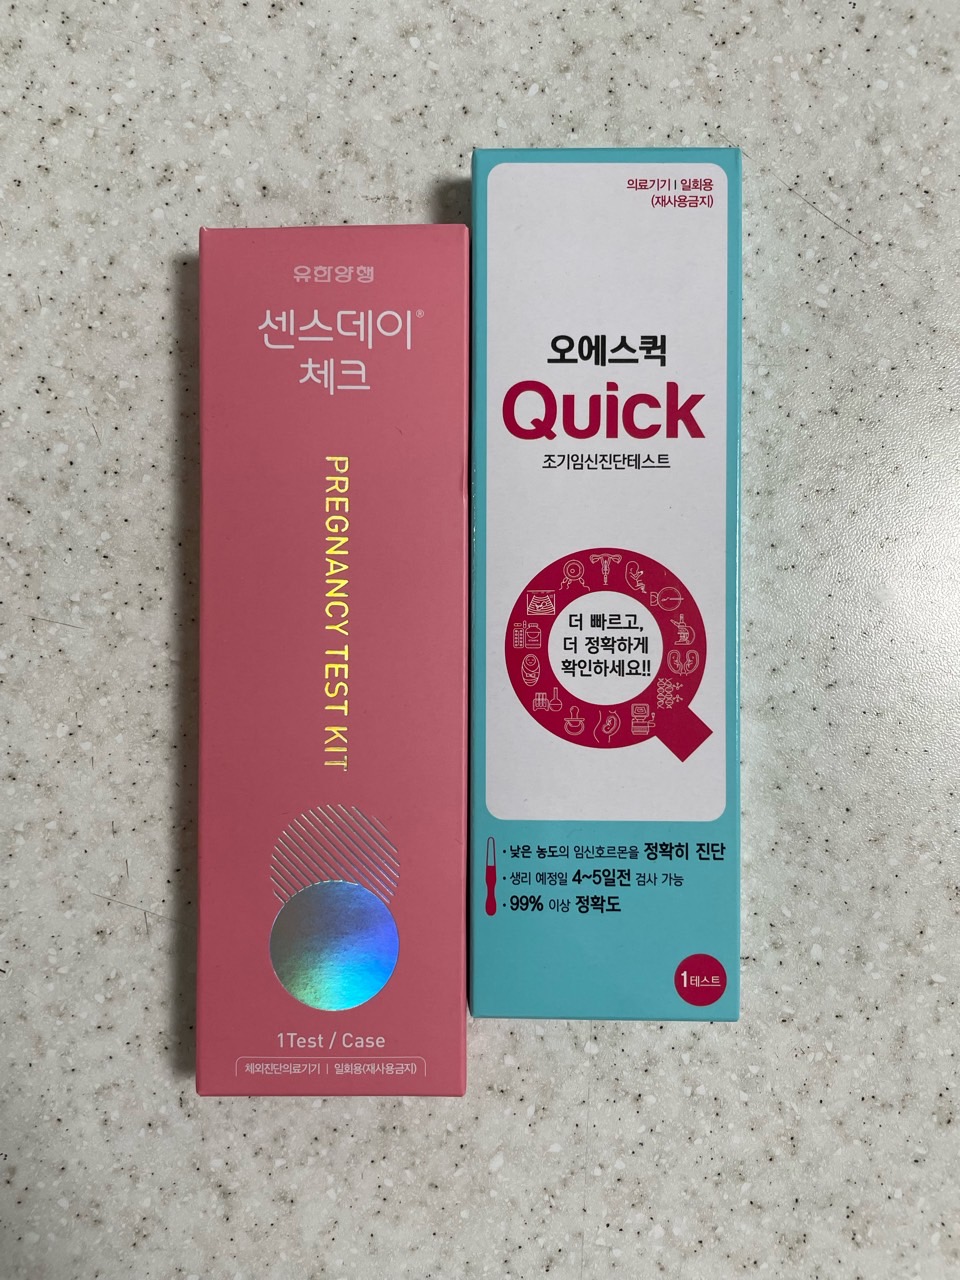 유한양행
센스데이®
체크
PREGNANCY TEST KIT
1Test / Case
체외진단의료기기 | 일회용(재사용금지)
의료기기 | 일회용
(재사용금지)
오에스퀵
Quick
조기임신진단테스트
더 빠르고,
더 정확하게
확인하세요!!
· 낮은 농도의 임신호르몬을 정확히 진단
· 생리 예정일 4~5일전 검사 가능
· 99% 이상 정확도
1테스트